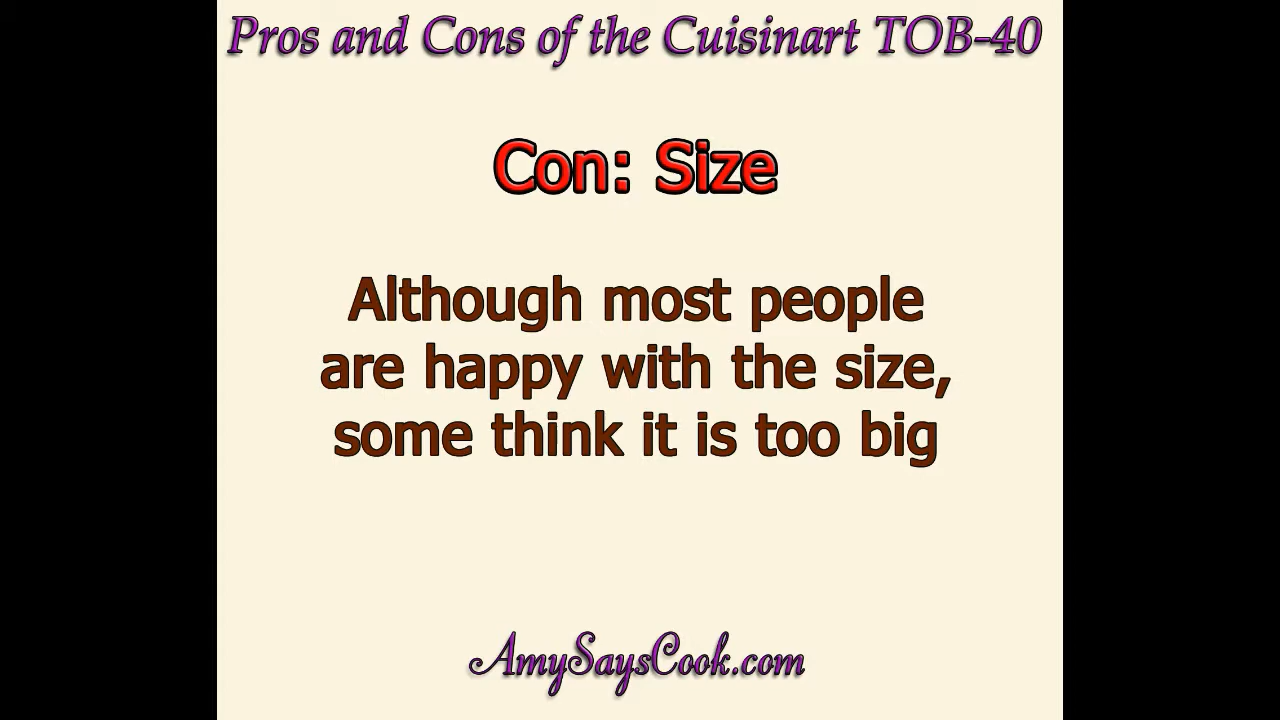 Pros and Cons of the Cuisinart TOB-40
Con: Size
Although most people
are happy with the size,
some think it is too big
AmySaysCook.com